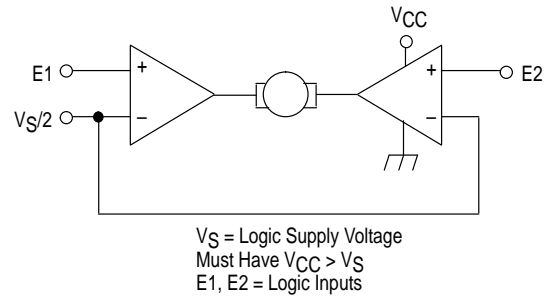 VCC
E1
+
+
E2
VS/2
−
−
VS = Logic Supply Voltage
Must Have VCC > VS
E1, E2 = Logic Inputs